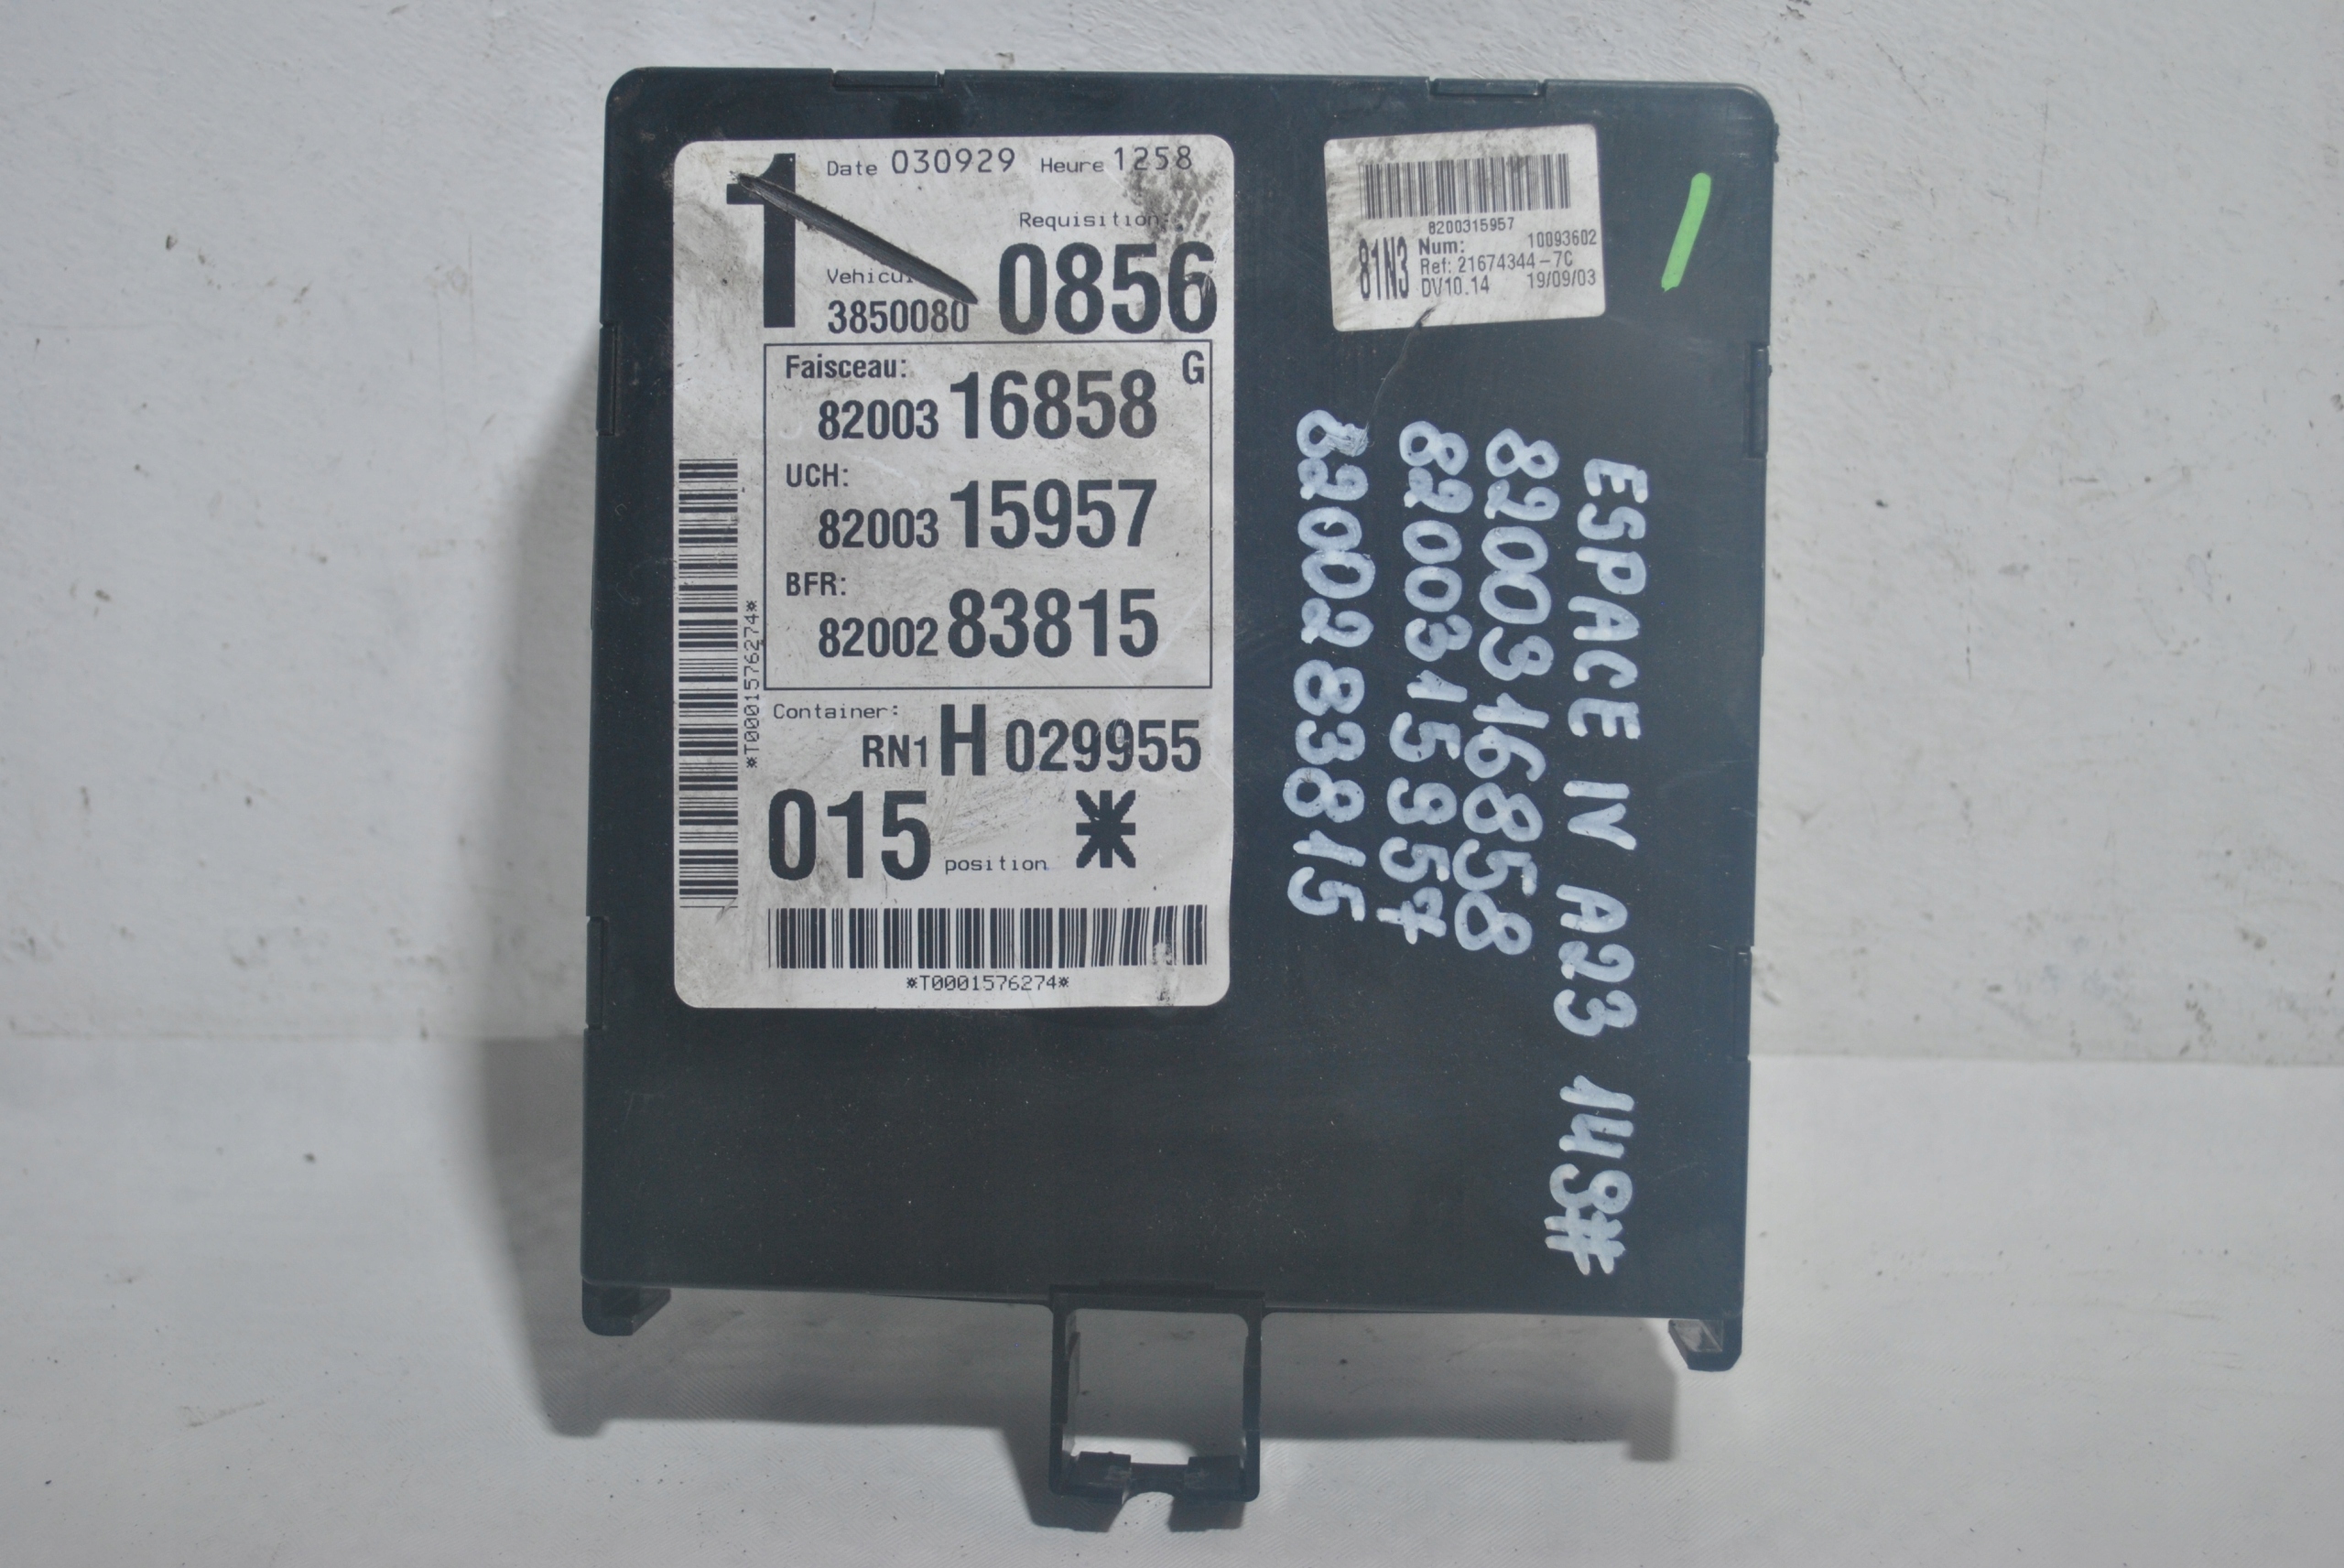 1
Date 030929 Heure 1258
Requisition:
0856
3850080
Faisceau: G
82003 16858
UCH:
82003 15957
BFR:
82002 83815
Container:
RN1 H 029955
015 position *
*T0001576274*
*T0001576274*
8200315957
81N3
Num: 10093602
Ref: 21674344-7C
DV10.14 19/09/03
ESPACE IV A23 143#
8200316858
8200315957
8200283815